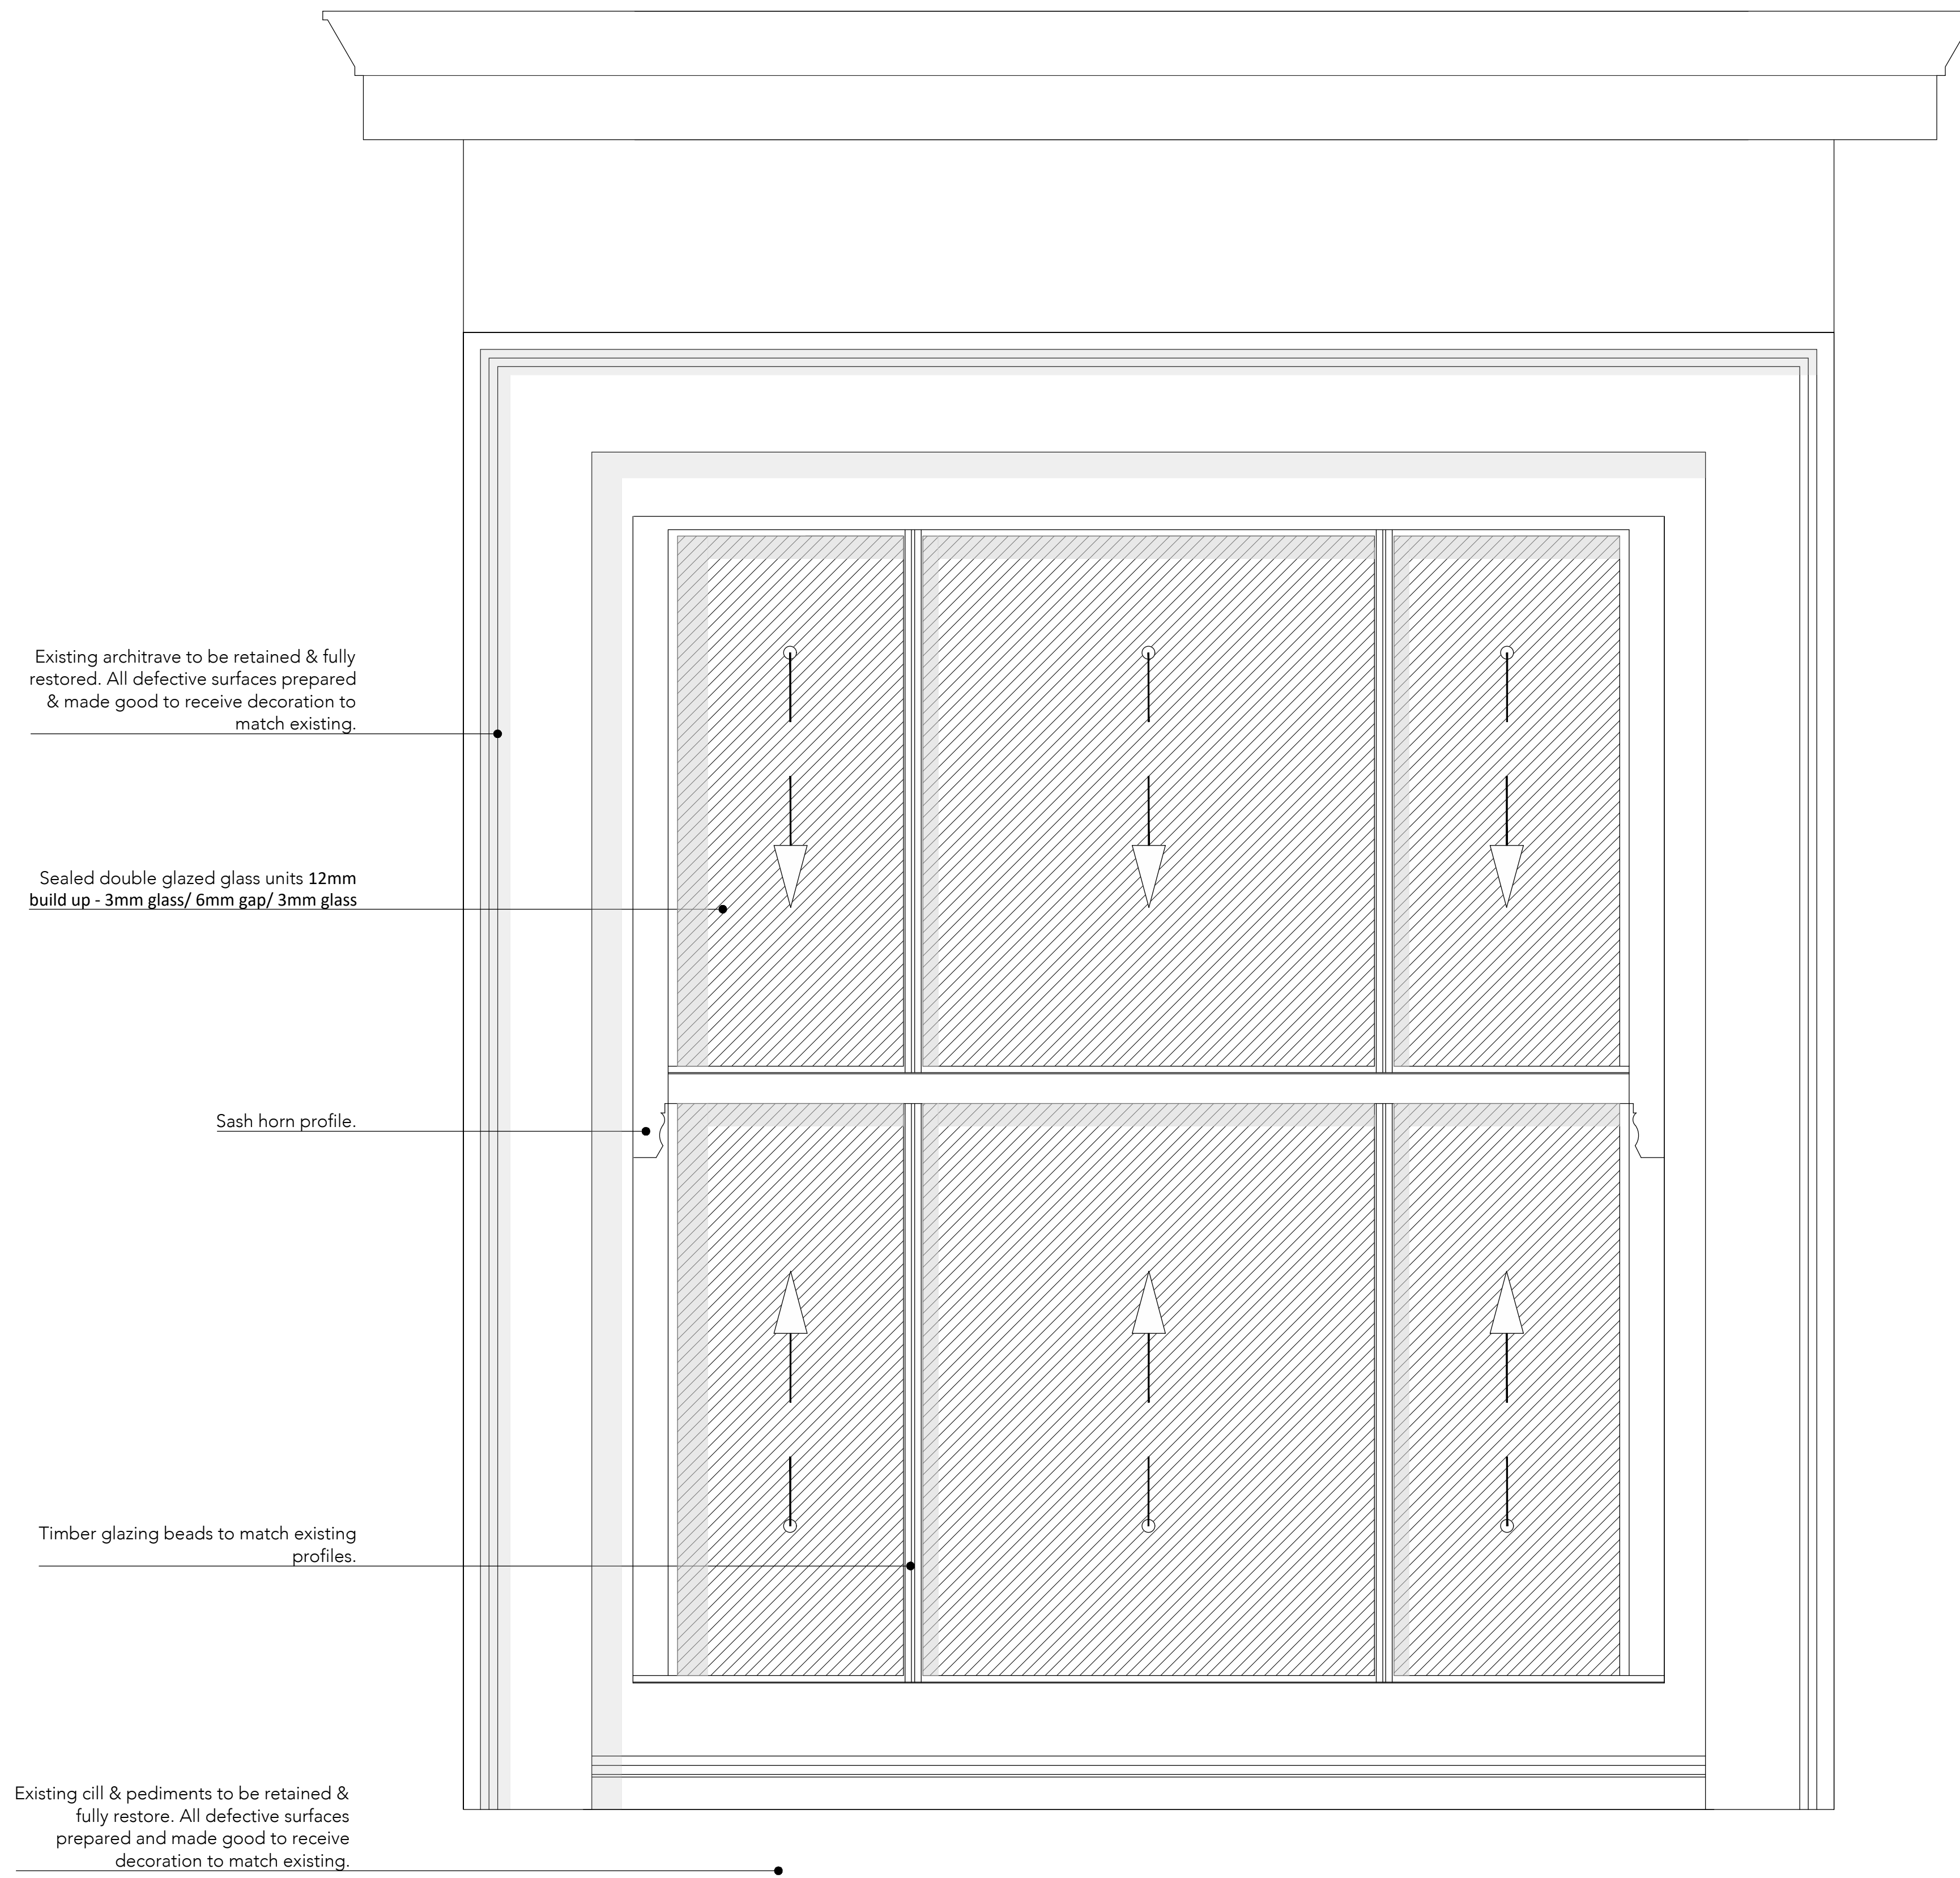 Existing architrave to be retained & fully
restored. All defective surfaces prepared
& made good to receive decoration to
match existing.
Sealed double glazed glass units 12mm
build up - 3mm glass/ 6mm gap/ 3mm glass
Sash horn profile.
Timber glazing beads to match existing
profiles.
Existing cill & pediments to be retained &
fully restore. All defective surfaces
prepared and made good to receive
decoration to match existing.